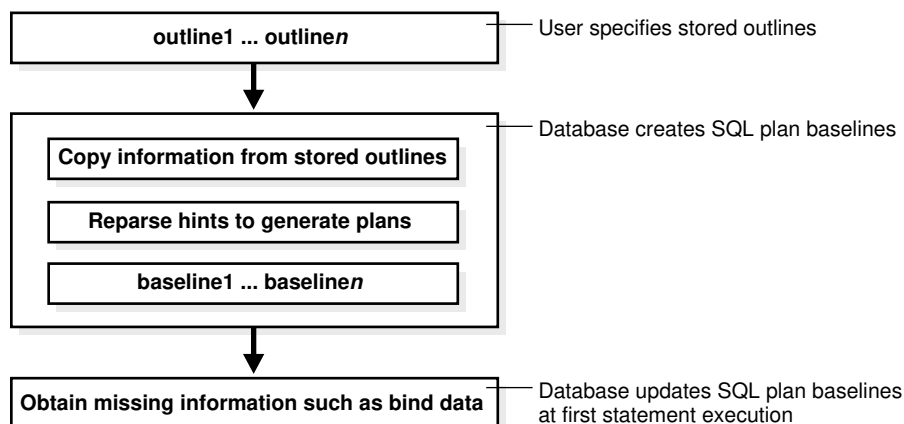 outline1 ... outlinen
User specifies stored outlines
Database creates SQL plan baselines
Copy information from stored outlines
Reparse hints to generate plans
baseline1 ... baselinen
Obtain missing information such as bind data
Database updates SQL plan baselines
at first statement execution